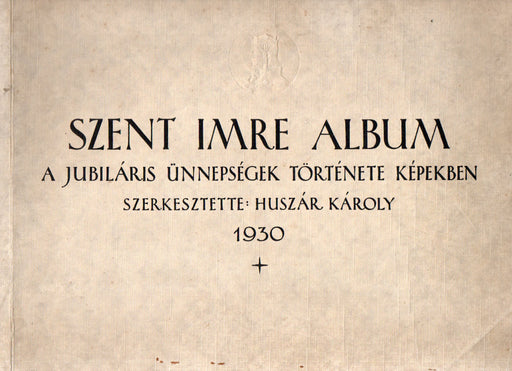 SZENT IMRE ALBUM
A JUBILÁRIS ÜNNEPSÉGEK TÖRTÉNETE KÉPEKBEN
SZERKESZTETTE: HUSZÁR KÁROLY
1930